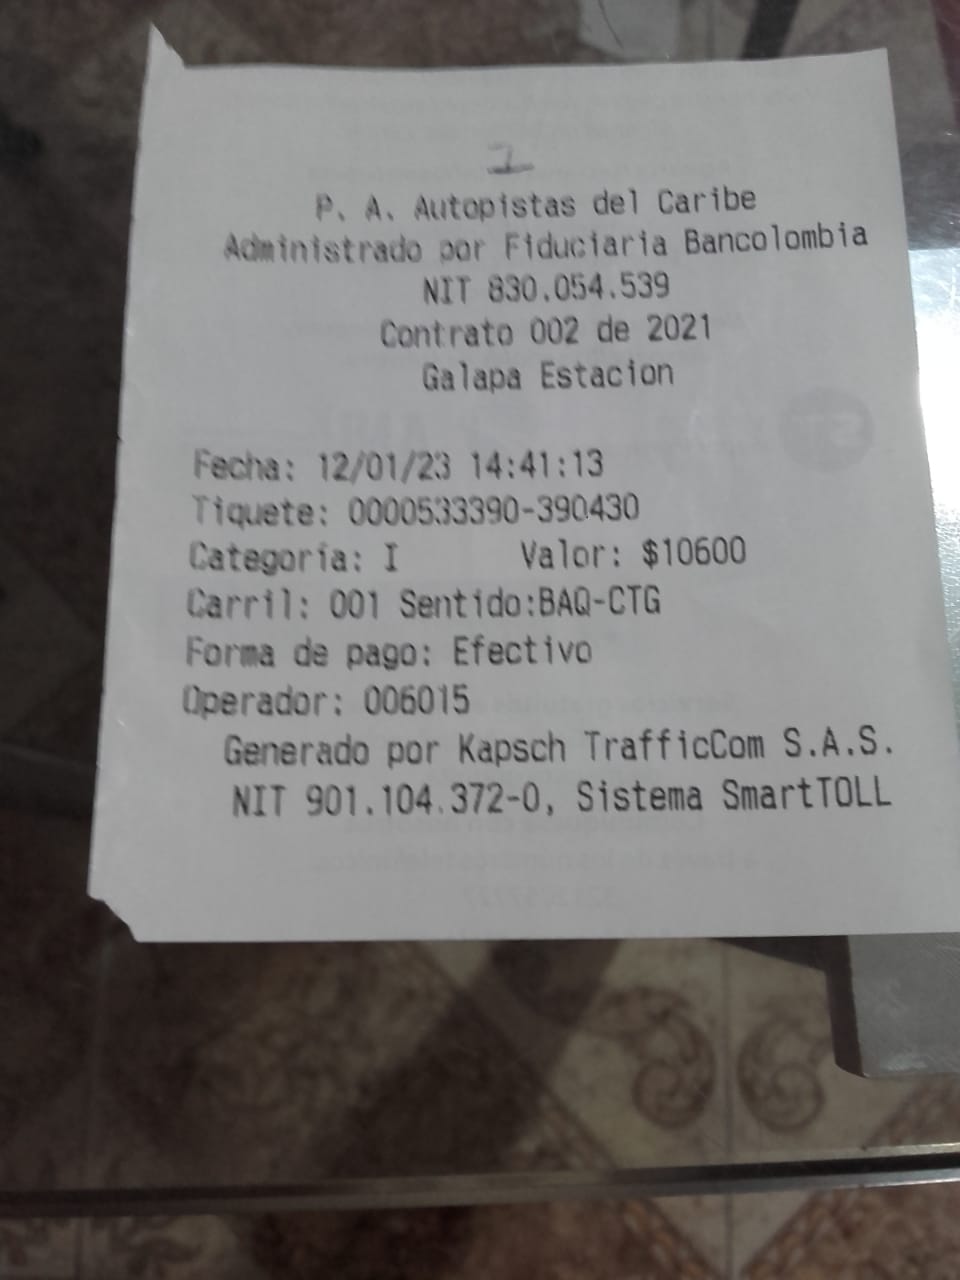 1
P. A. Autopistas del Caribe
Administrado por Fiduciaria Bancolombia
NIT 830.054.539
Contrato 002 de 2021
Galapa Estacion
Fecha: 12/01/23 14:41:13
Tiquete: 0000533390-390430
Categoría: I Valor: $10600
Carril: 001 Sentido:BAQ-CTG
Forma de pago: Efectivo
Operador: 006015
Generado por Kapsch TrafficCom S.A.S.
NIT 901.104.372-0, Sistema SmartTOLL